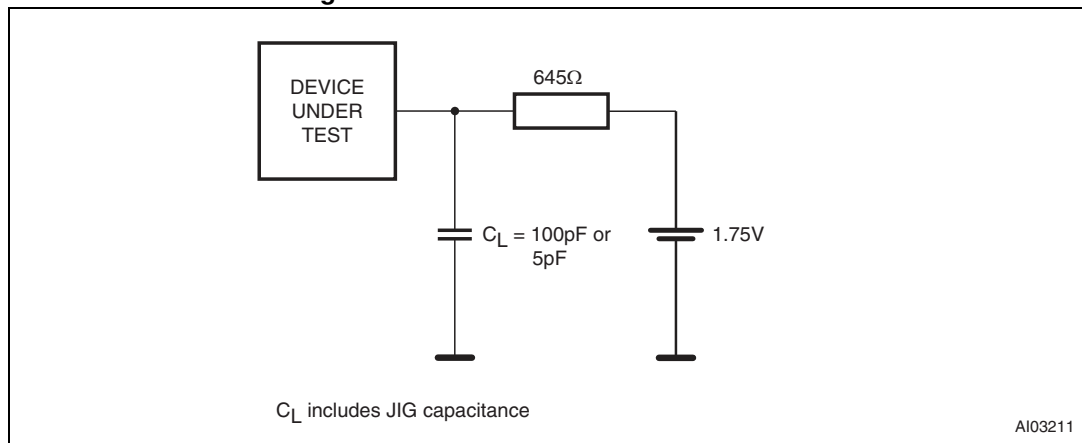 g
DEVICE
UNDER
TEST
645Ω
C_L = 100pF or
5pF
1.75V
C_L includes JIG capacitance
AI03211